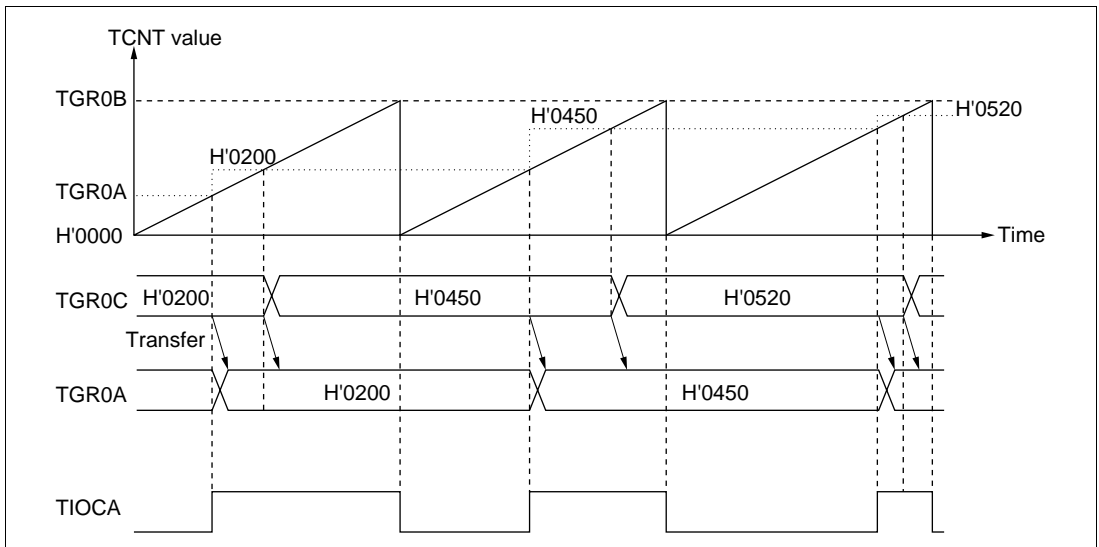 TCNT value
TGR0B
H'0520
H'0450
H'0200
TGR0A
H'0000
Time
TGR0C
H'0200
H'0450
H'0520
Transfer
TGR0A
H'0200
H'0450
TIOCA